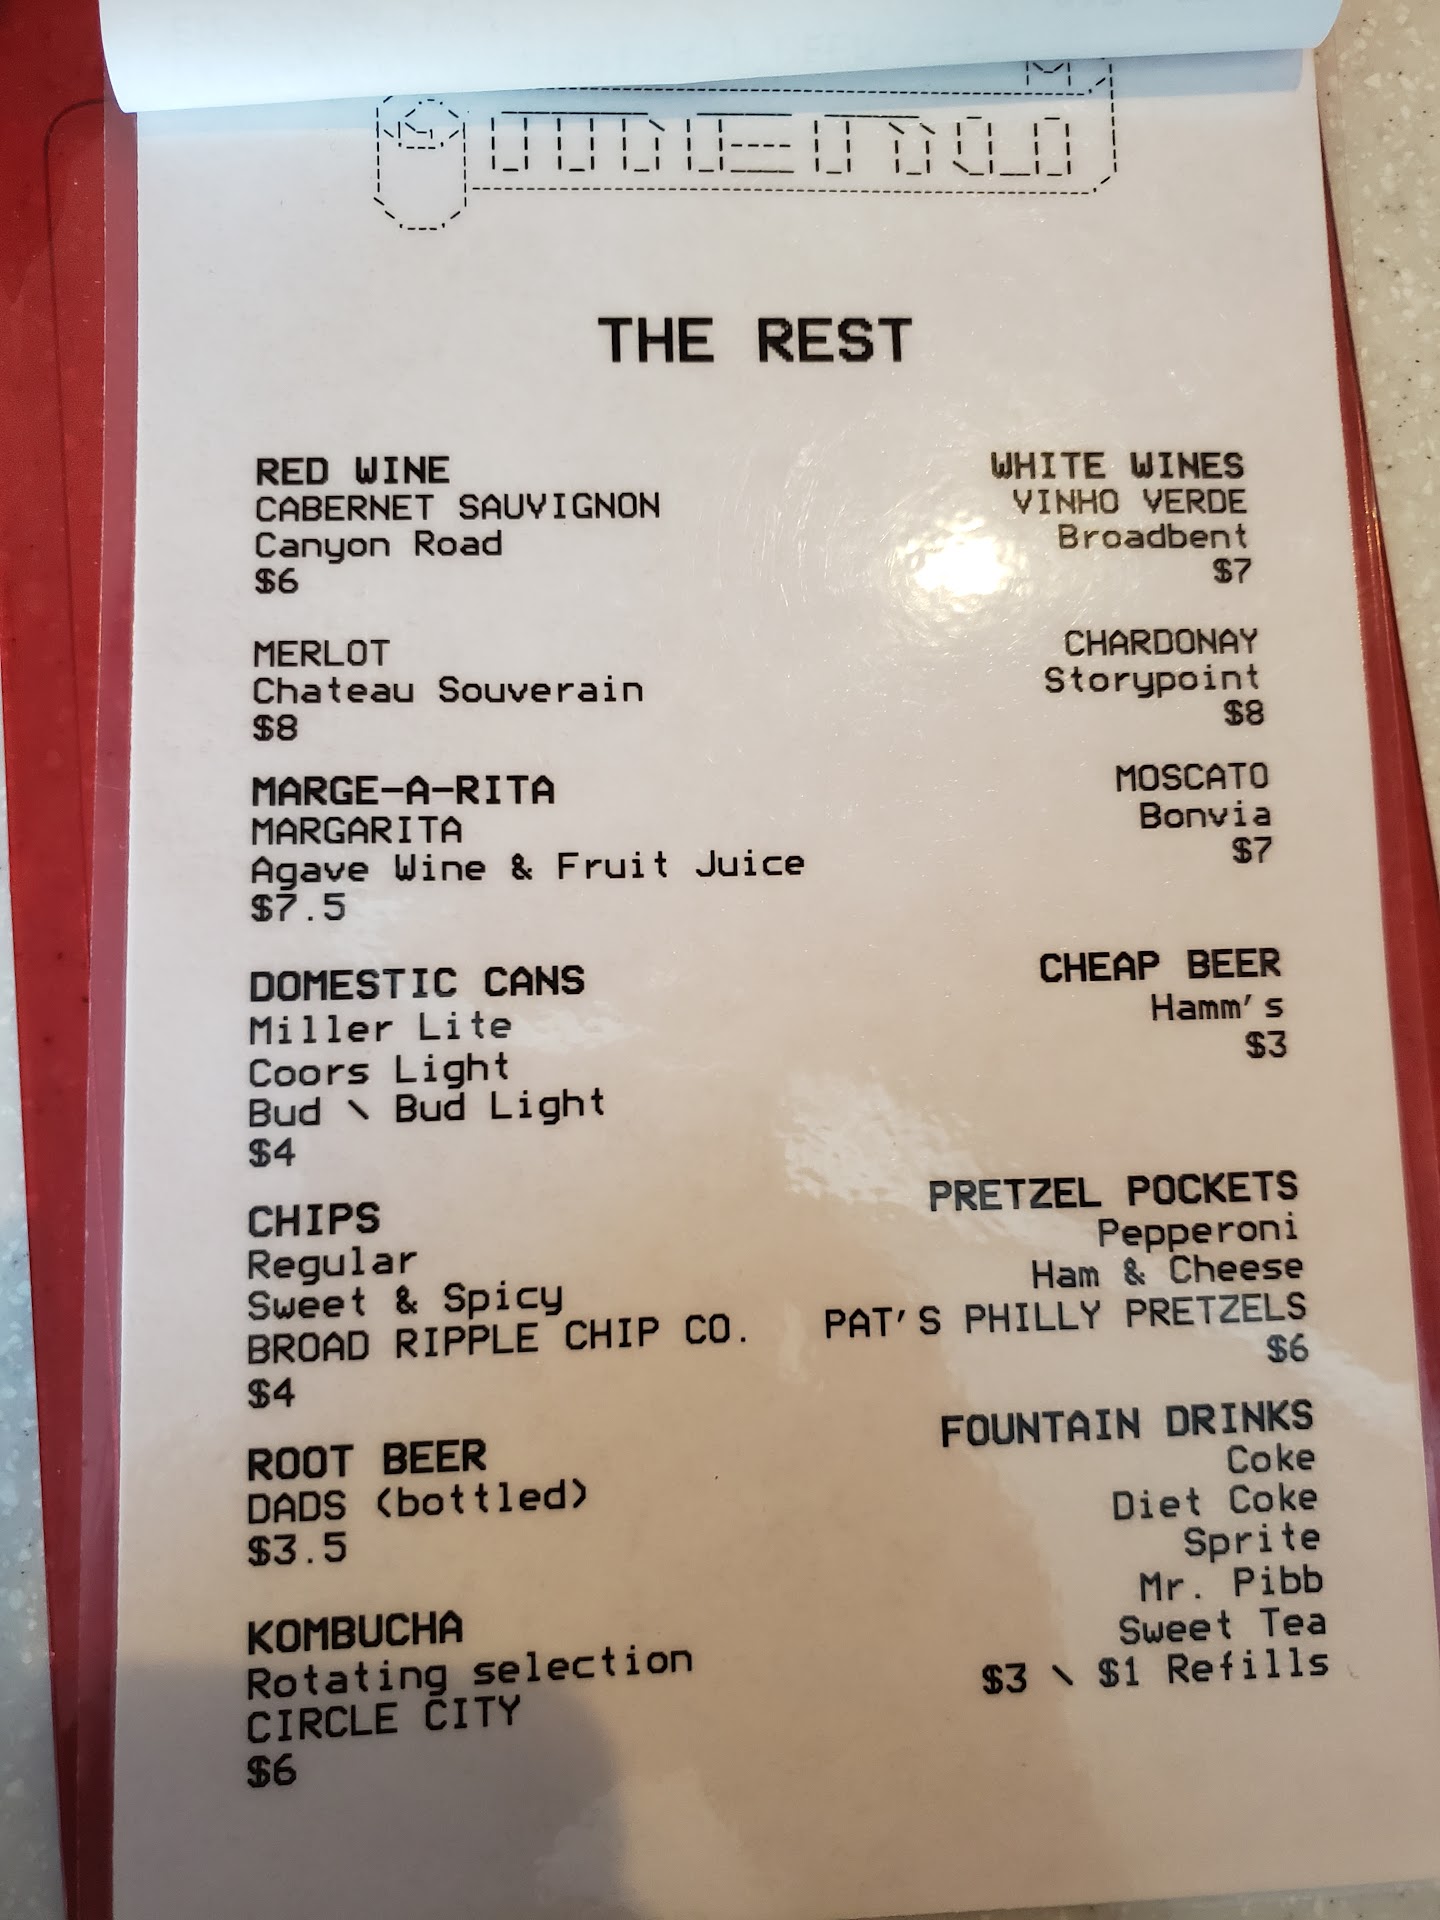 THE REST
RED WINE
CABERNET SAUVIGNON
Canyon Road
$6
MERLOT
Chateau Souverain
$8
MARGE-A-RITA
MARGARITA
Agave Wine & Fruit Juice
$7.5
DOMESTIC CANS
Miller Lite
Coors Light
Bud \ Bud Light
$4
CHIPS
Regular
Sweet & Spicy
BROAD RIPPLE CHIP CO.
$4
ROOT BEER
DADS (bottled)
$3.5
KOMBUCHA
Rotating selection
CIRCLE CITY
$6
WHITE WINES
VINHO VERDE
Broadbent
$7
CHARDONAY
Storypoint
$8
MOSCATO
Bonvia
$7
CHEAP BEER
Hamm's
$3
PRETZEL POCKETS
Pepperoni
Ham & Cheese
PAT'S PHILLY PRETZELS
$6
FOUNTAIN DRINKS
Coke
Diet Coke
Sprite
Mr. Pibb
Sweet Tea
$3 \ $1 Refills